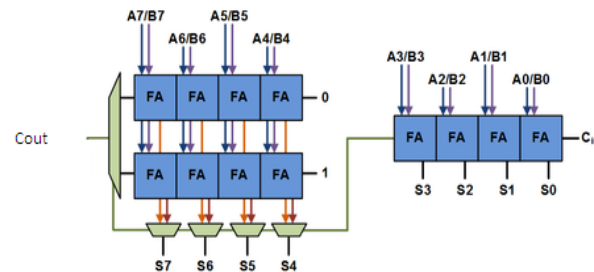 A7/B7 A5/B5
A6/B6 A4/B4
A3/B3 A1/B1
A2/B2 A0/B0
FA FA FA FA 0
FA FA FA FA Ci
Cout
FA FA FA FA 1
S3 S2 S1 S0
S7 S6 S5 S4